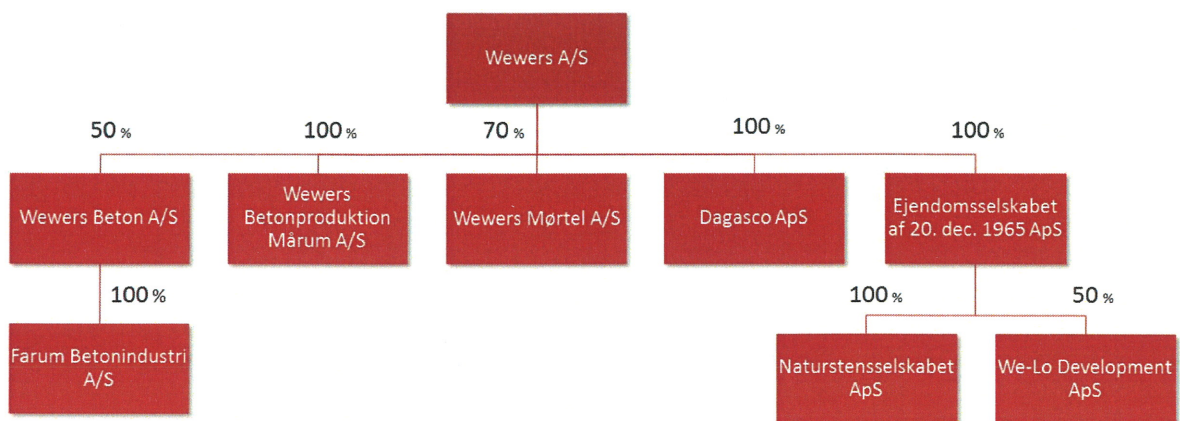 Wewers A/S
50 %
100 %
70 %
100 %
100 %
Wewers Beton A/S
Wewers
Betonproduktion
Mårum A/S
Wewers Mørtel A/S
Dagasco ApS
Ejendomsselskabet
af 20. dec. 1965 ApS
100 %
100 %
50 %
Farum Betonindustri
A/S
Naturstensselskabet
ApS
We-Lo Development
ApS